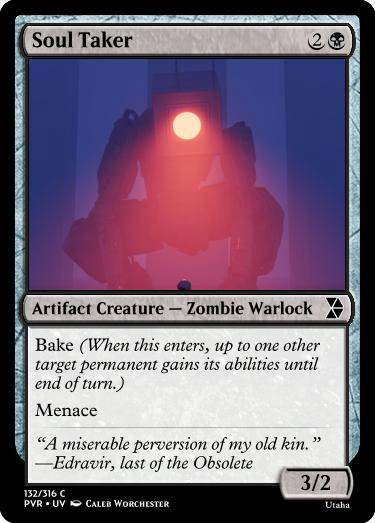 Soul Taker
2
Artifact Creature — Zombie Warlock
Bake (When this enters, up to one other
target permanent gains its abilities until
end of turn.)
Menace
“A miserable perversion of my old kin.”
—Edravir, last of the Obsolete
3/2
132/316 C
PVR • UV CALEB WORCHESTER
Utaha